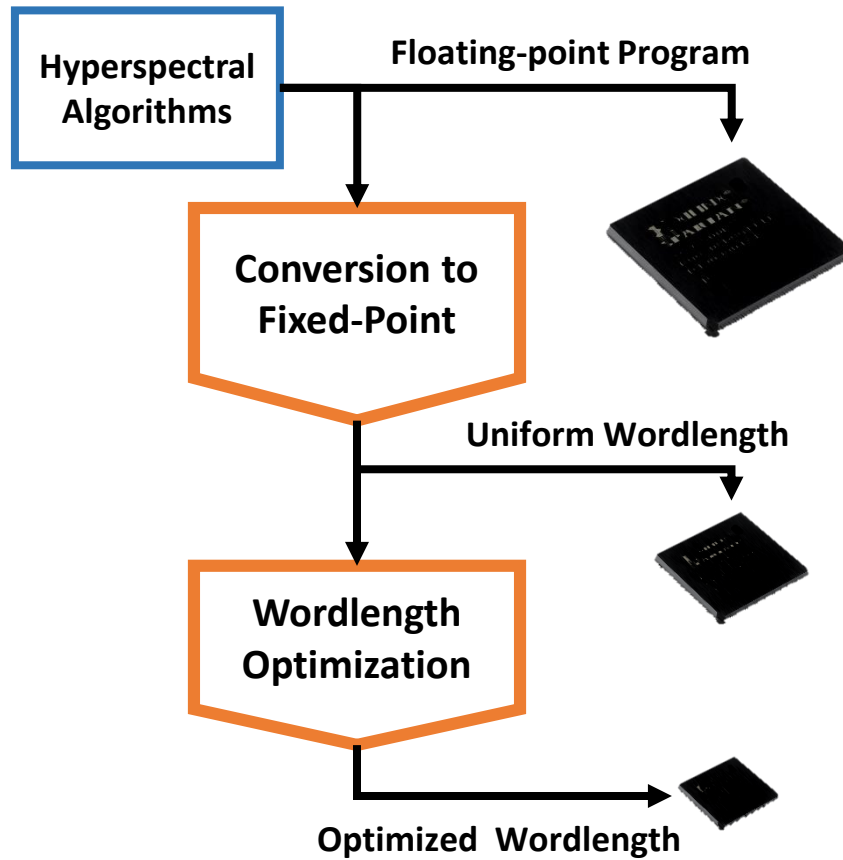 Hyperspectral
Algorithms
Floating-point Program
Conversion to
Fixed-Point
Uniform Wordlength
Wordlength
Optimization
Optimized Wordlength